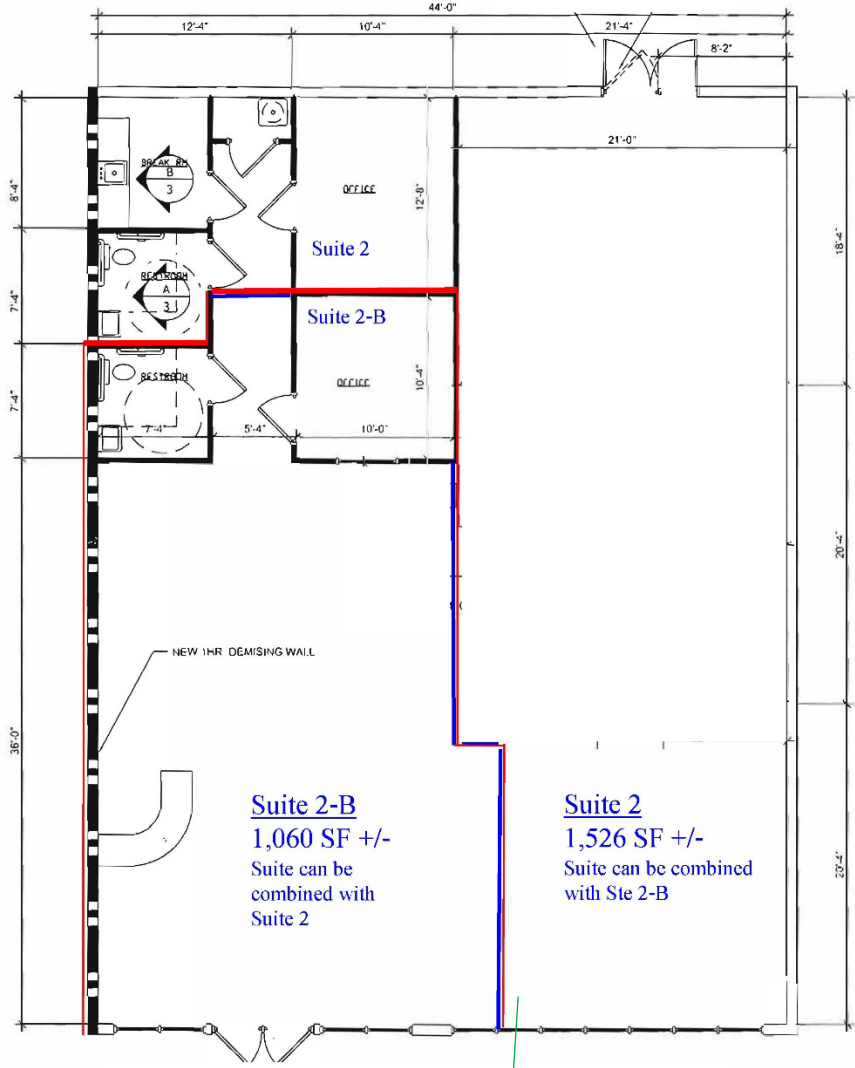 44'-0"
12'-4"
10'-4"
21'-4"
8'-2"
21'-0"
BREAK RM
B
3
8'-4"
OFFICE
12'-8"
18'-4"
Suite 2
RESTROOM
A
3
7'-4"
Suite 2-B
RESTROOM
OFFICE
10'-4"
7'-4"
7'-4"
5'-4"
10'-0"
20'-4"
NEW 1HR DEMISING WALL
36'-0"
Suite 2-B
1,060 SF +/-
Suite can be
combined with
Suite 2
Suite 2
1,526 SF +/-
Suite can be combined
with Ste 2-B